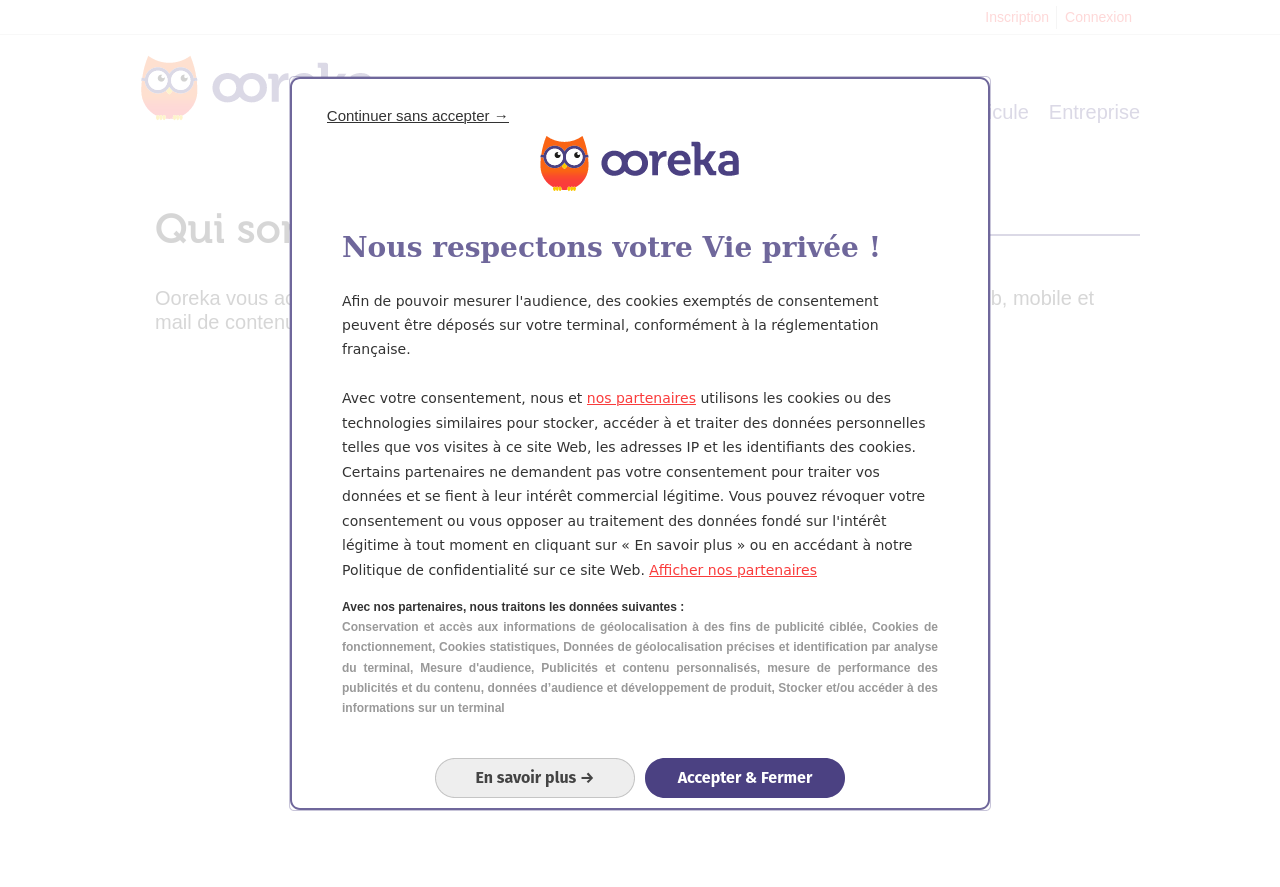 Inscription Connexion
ooreka
icule Entreprise
Continuer sans accepter →
ooreka
Qui
Nous respectons votre Vie privée !
Ooreka vous
b, mobile et
mail de
Afin de pouvoir mesurer l'audience, des cookies exemptés de consentement
peuvent être déposés sur votre terminal, conformément à la réglementation
française.
Avec votre consentement, nous et nos partenaires utilisons les cookies ou des
technologies similaires pour stocker, accéder à et traiter des données personnelles
telles que vos visites à ce site Web, les adresses IP et les identifiants des cookies.
Certains partenaires ne demandent pas votre consentement pour traiter vos
données et se fient à leur intérêt commercial légitime. Vous pouvez révoquer votre
consentement ou vous opposer au traitement des données fondé sur l'intérêt
légitime à tout moment en cliquant sur « En savoir plus » ou en accédant à notre
Politique de confidentialité sur ce site Web. Afficher nos partenaires
Avec nos partenaires, nous traitons les données suivantes :
Conservation et accès aux informations de géolocalisation à des fins de publicité ciblée, Cookies de
fonctionnement, Cookies statistiques, Données de géolocalisation précises et identification par analyse
du terminal, Mesure d'audience, Publicités et contenu personnalisés, mesure de performance des
publicités et du contenu, données d’audience et développement de produit, Stocker et/ou accéder à des
informations sur un terminal
En savoir plus →
Accepter & Fermer